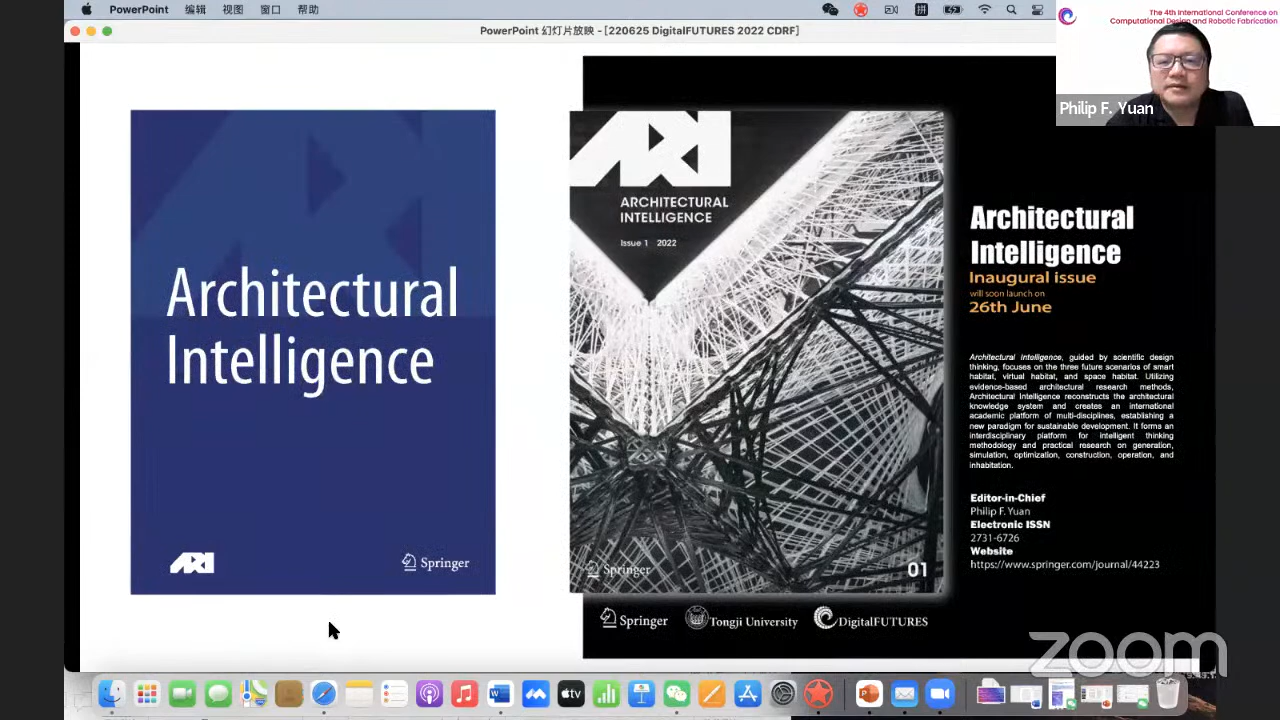 PowerPoint 编辑 视图 窗口 帮助
拼
PowerPoint 幻灯片放映 - [220625 DigitalFUTURES 2022 CDRF]
The 4th International Conference on
Computational Design and Robotic Fabrication
Philip F. Yuan
Architectural
Intelligence
ARI
Springer
ARI
ARCHITECTURAL
INTELLIGENCE
Issue 1 2022
Springer
01
Springer
Tongji University
DigitalFUTURES
Architectural
Intelligence
Inaugural issue
will soon launch on
26th June
Architectural Intelligence, guided by scientific design
thinking, focuses on the three future scenarios of smart
habitat, virtual habitat, and space habitat. Utilizing
evidence-based architectural research methods,
Architectural Intelligence reconstructs the architectural
knowledge system and creates an international
academic platform of multi-disciplines, establishing a
new paradigm for sustainable development. It forms an
interdisciplinary platform for intelligent thinking
methodology and practical research on generation,
simulation, optimization, construction, operation, and
inhabitation.
Editor-in-Chief
Philip F. Yuan
Electronic ISSN
2731-6726
Website
https://www.springer.com/journal/44223
zoom
tv